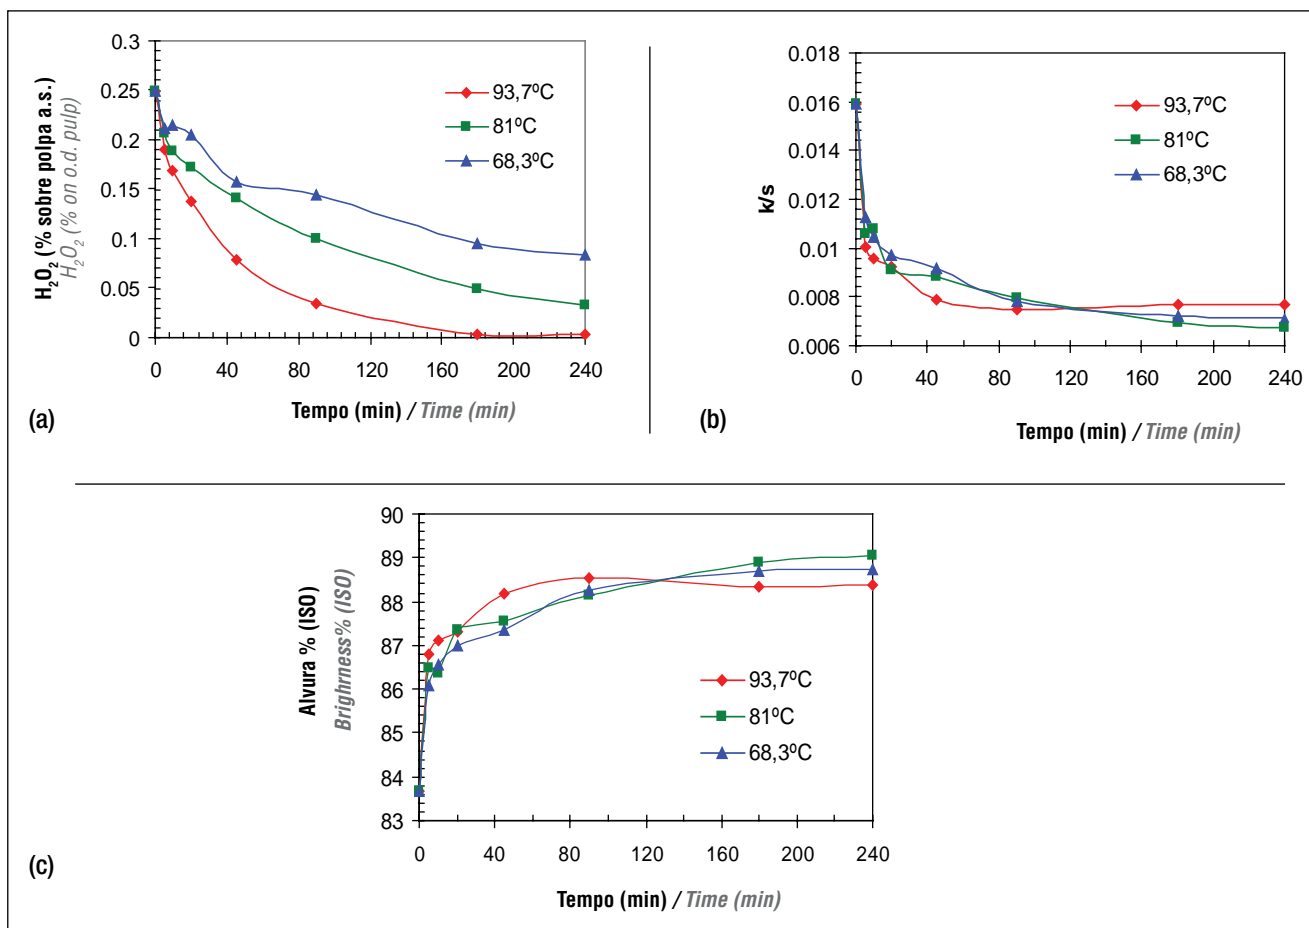 0.3
0.25
0.2
0.15
0.1
0.05
0
H₂O₂ (% sobre polpa a.s.)
H₂O₂ (% on o.d. pulp)
93,7ºC
81ºC
68,3ºC
0 40 80 120 160 200 240
Tempo (min) / Time (min)
(a)
0.018
0.016
0.014
0.012
0.01
0.008
0.006
k/s
93,7ºC
81ºC
68,3ºC
0 40 80 120 160 200 240
Tempo (min) / Time (min)
(b)
90
89
88
87
86
85
84
83
Alvura % (ISO)
Brighrness% (ISO)
93,7ºC
81ºC
68,3ºC
0 40 80 120 160 200 240
Tempo (min) / Time (min)
(c)